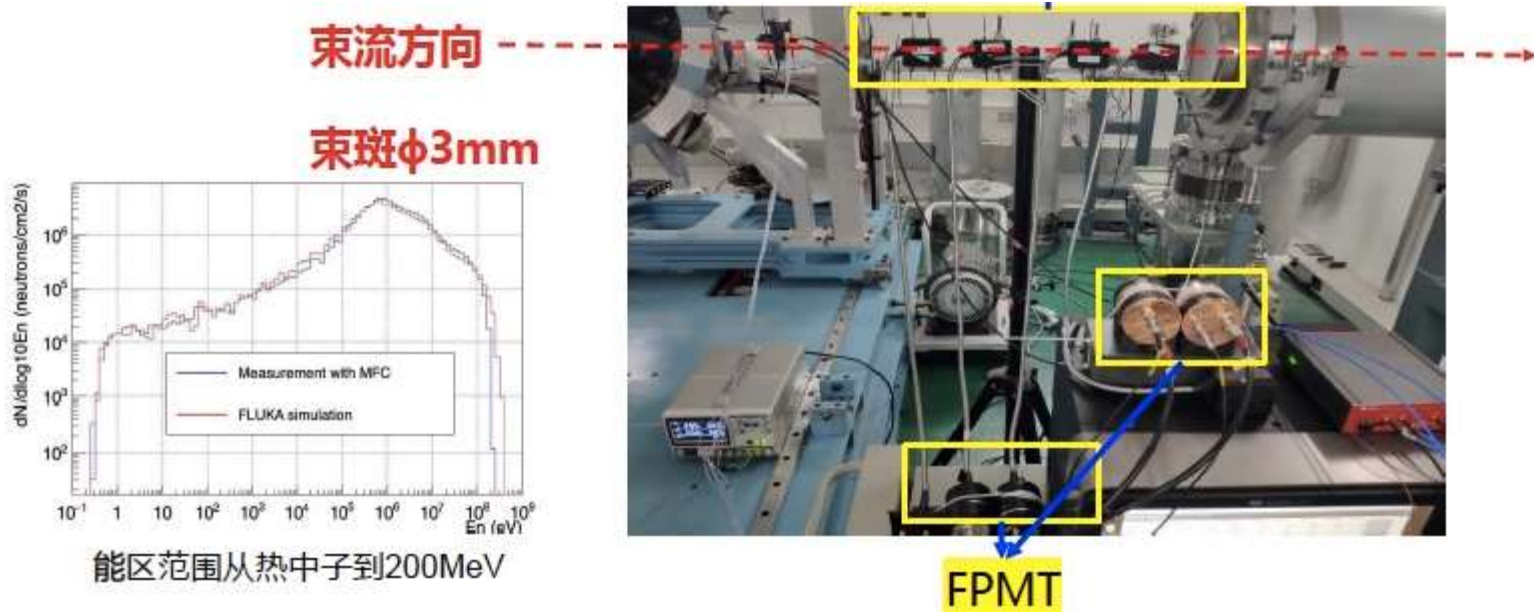 束流方向
束斑ф3mm
dN/dlog10En (neutrons/cm2/s)
10⁶
10⁵
10⁴
10³
10²
Measurement with MFC
FLUKA simulation
10⁻¹ 1 10 10² 10³ 10⁴ 10⁵ 10⁶ 10⁷ 10⁸ 10⁹
En (eV)
能区范围从热中子到200MeV
FPMT